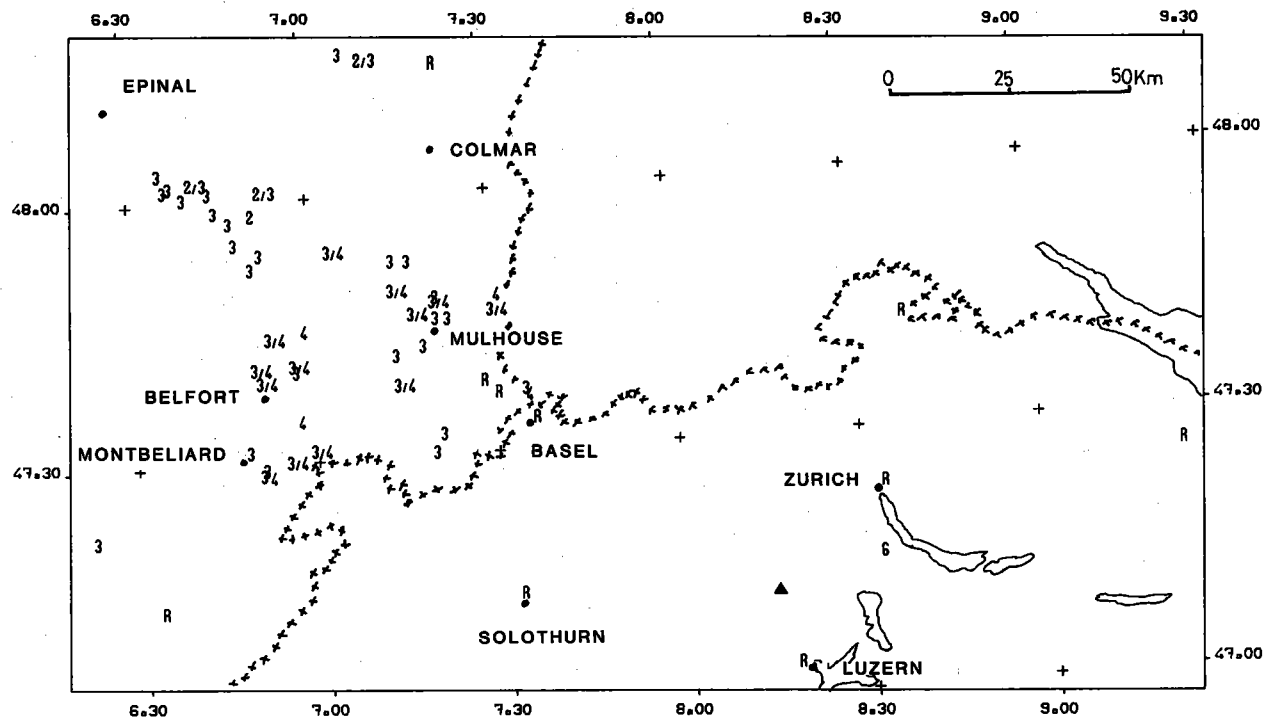 6.30 7.00 7.30 8.00 8.30 9.00 9.30
3 2/3 R
0 25 50Km
EPINAL
48.00
COLMAR
3 3 3 2/3 3 3 2/3
48.00
3 3 2
3 3 3
3/4 3 3
3/4 3/4 4
3/4 3/4
3 3
R
4
MULHOUSE
3/4
3
3
3/4 3/4 3
3/4 3/4
R R 3
47.30
BELFORT
R
4
3
R
BASEL
MONTBELIARD
3 3/4 3
3/4 3
3/4
47.30
ZURICH R
3
6
R
R
SOLOTHURN
R LUZERN
47.00
6.30 7.00 7.30 8.00 8.30 9.00